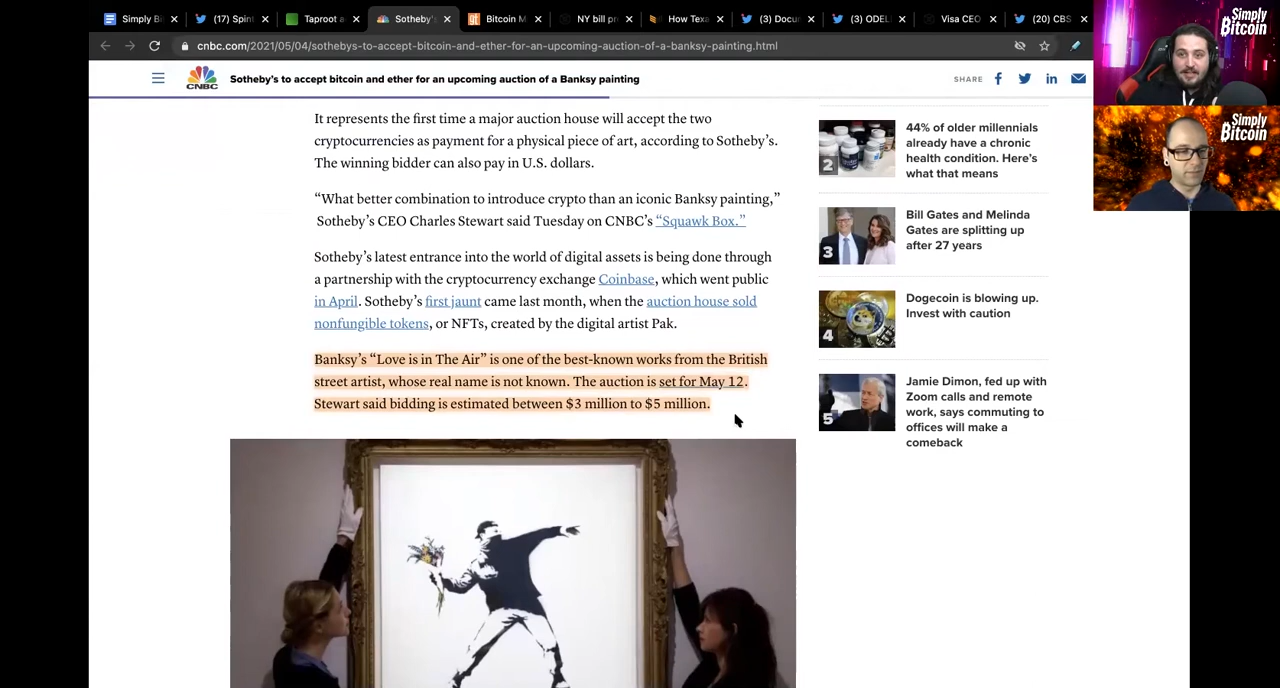 Simply Bi
(17) Spin
Taproot a
Sotheby'
Bitcoin M
NY bill pr
How Texa
(3) Docu
(3) ODEL
Visa CEO
(20) CBS
cnbc.com/2021/05/04/sothebys-to-accept-bitcoin-and-ether-for-an-upcoming-auction-of-a-banksy-painting.html
CNBC
Sotheby's to accept bitcoin and ether for an upcoming auction of a Banksy painting
SHARE
It represents the first time a major auction house will accept the two
cryptocurrencies as payment for a physical piece of art, according to Sotheby's.
The winning bidder can also pay in U.S. dollars.
“What better combination to introduce crypto than an iconic Banksy painting,”
Sotheby's CEO Charles Stewart said Tuesday on CNBC's “Squawk Box.”
Sotheby's latest entrance into the world of digital assets is being done through
a partnership with the cryptocurrency exchange Coinbase, which went public
in April. Sotheby's first jaunt came last month, when the auction house sold
nonfungible tokens, or NFTs, created by the digital artist Pak.
Banksy's “Love is in The Air” is one of the best-known works from the British
street artist, whose real name is not known. The auction is set for May 12.
Stewart said bidding is estimated between $3 million to $5 million.
2
44% of older millennials
already have a chronic
health condition. Here's
what that means
3
Bill Gates and Melinda
Gates are splitting up
after 27 years
4
Dogecoin is blowing up.
Invest with caution
5
Jamie Dimon, fed up with
Zoom calls and remote
work, says commuting to
offices will make a
comeback
Simply
Bitcoin
Simply
Bitcoin